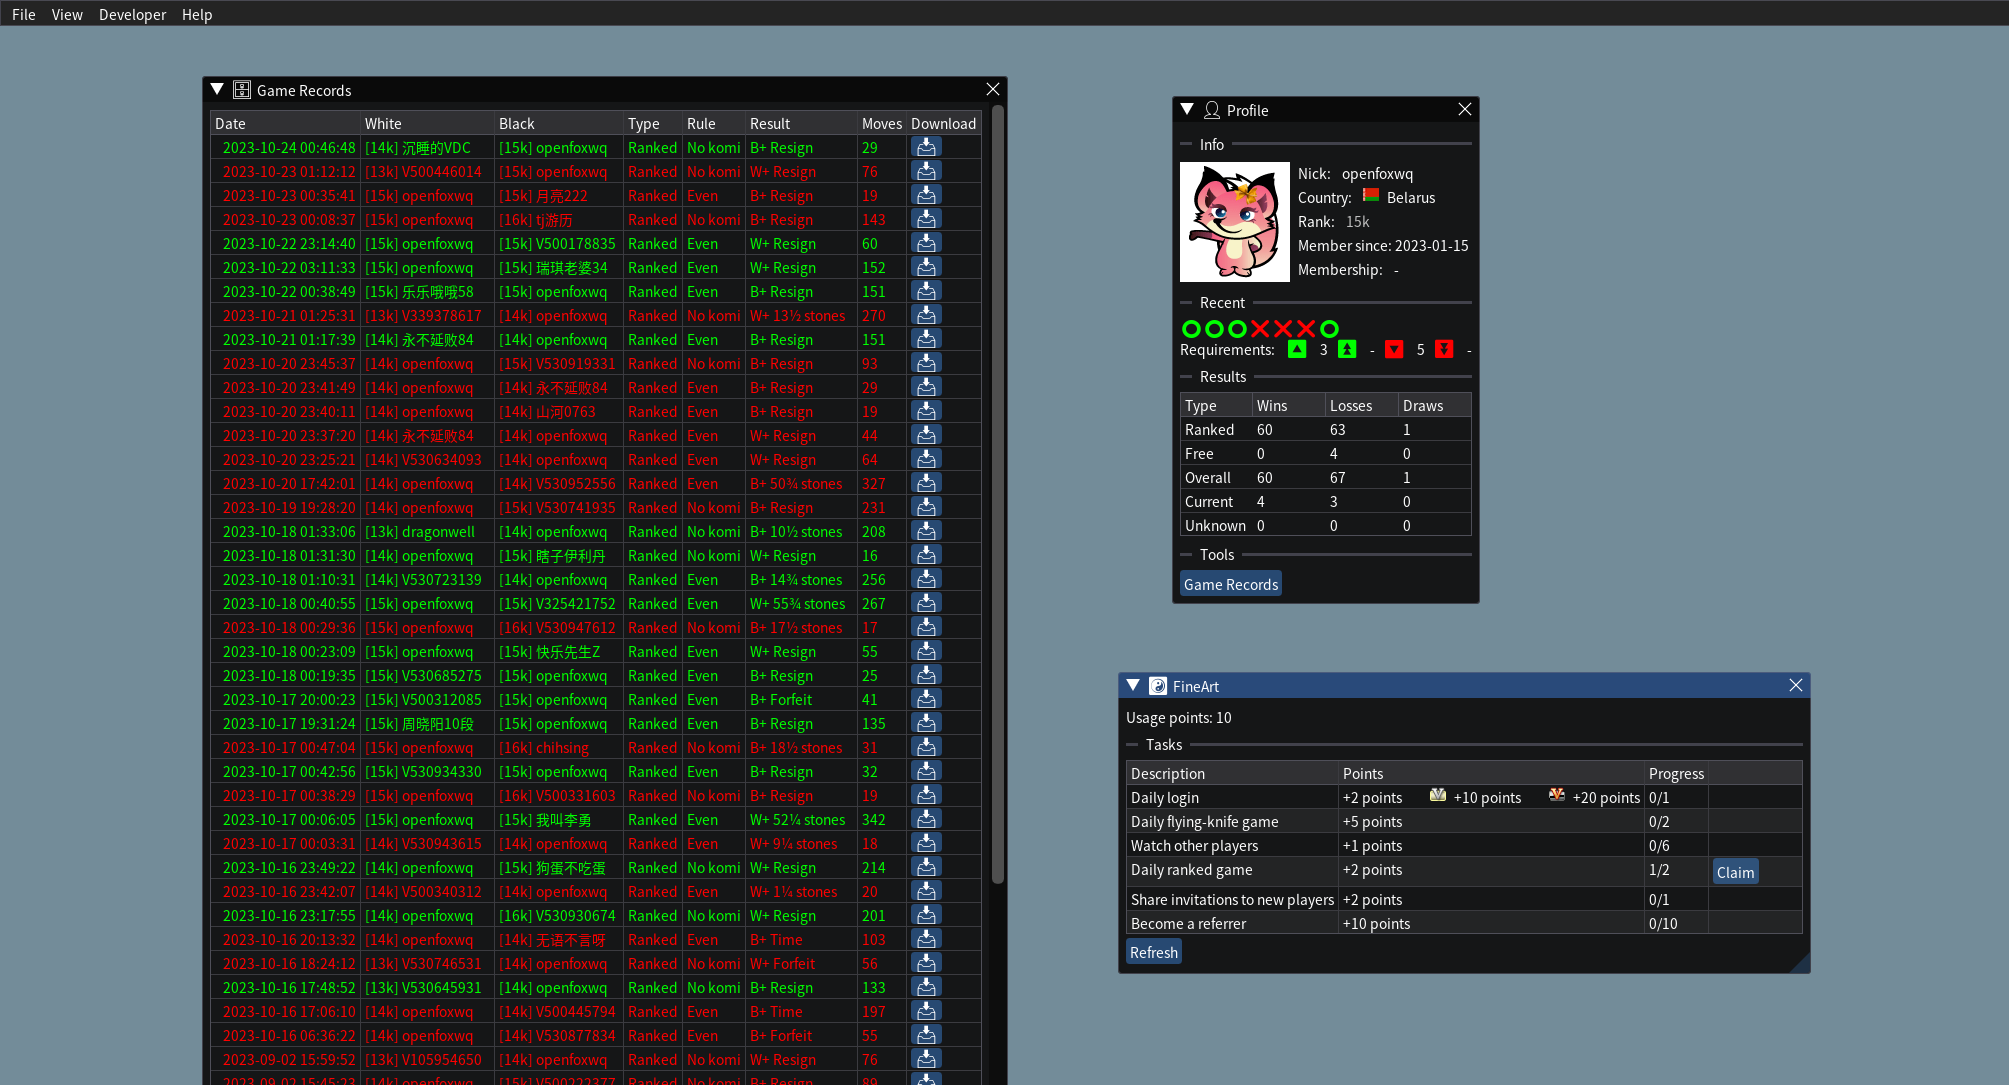 File View Developer Help
Game Records
Date White Black Type Rule Result Moves Download
2023-10-24 00:46:48 [14k] 沉睡的VDC [15k] openfoxwq Ranked No komi B+ Resign 29
2023-10-23 01:12:12 [13k] V500446014 [15k] openfoxwq Ranked No komi W+ Resign 76
2023-10-23 00:35:41 [15k] openfoxwq [15k] 月亮222 Ranked Even B+ Resign 19
2023-10-23 00:08:37 [15k] openfoxwq [16k] tj游历 Ranked No komi B+ Resign 143
2023-10-22 23:14:40 [15k] openfoxwq [15k] V500178835 Ranked Even W+ Resign 60
2023-10-22 03:11:33 [15k] openfoxwq [15k] 瑞琪老婆34 Ranked Even W+ Resign 152
2023-10-22 00:38:49 [15k] 乐乐哦哦58 [15k] openfoxwq Ranked Even B+ Resign 151
2023-10-21 01:25:31 [13k] V339378617 [14k] openfoxwq Ranked No komi W+ 13½ stones 270
2023-10-21 01:17:39 [14k] 永不延败84 [14k] openfoxwq Ranked Even B+ Resign 151
2023-10-20 23:45:37 [14k] openfoxwq [15k] V530919331 Ranked No komi B+ Resign 93
2023-10-20 23:41:49 [14k] openfoxwq [14k] 永不延败84 Ranked Even B+ Resign 29
2023-10-20 23:40:11 [14k] openfoxwq [14k] 山河0763 Ranked Even B+ Resign 19
2023-10-20 23:37:20 [14k] 永不延败84 [14k] openfoxwq Ranked Even W+ Resign 44
2023-10-20 23:25:21 [14k] V530634093 [14k] openfoxwq Ranked Even W+ Resign 64
2023-10-20 17:42:01 [14k] openfoxwq [14k] V530952556 Ranked Even B+ 50¾ stones 327
2023-10-19 19:28:20 [14k] openfoxwq [15k] V530741935 Ranked No komi B+ Resign 231
2023-10-18 01:33:06 [13k] dragonwell [14k] openfoxwq Ranked No komi B+ 10½ stones 208
2023-10-18 01:31:30 [14k] openfoxwq [15k] 瞎子伊利丹 Ranked No komi W+ Resign 16
2023-10-18 01:10:31 [14k] V530723139 [14k] openfoxwq Ranked Even B+ 14¾ stones 256
2023-10-18 00:40:55 [15k] openfoxwq [15k] V325421752 Ranked Even W+ 55¾ stones 267
2023-10-18 00:29:36 [15k] openfoxwq [16k] V530947612 Ranked No komi B+ 17½ stones 17
2023-10-18 00:23:09 [15k] openfoxwq [15k] 快乐先生Z Ranked Even W+ Resign 55
2023-10-18 00:19:35 [15k] V530685275 [15k] openfoxwq Ranked Even B+ Resign 25
2023-10-17 20:00:23 [15k] V500312085 [15k] openfoxwq Ranked Even B+ Forfeit 41
2023-10-17 19:31:24 [15k] 周晓阳10段 [15k] openfoxwq Ranked Even B+ Resign 135
2023-10-17 00:47:04 [15k] openfoxwq [16k] chihsing Ranked No komi B+ 18½ stones 31
2023-10-17 00:42:56 [15k] V530934330 [15k] openfoxwq Ranked Even B+ Resign 32
2023-10-17 00:38:29 [15k] openfoxwq [16k] V500331603 Ranked No komi B+ Resign 19
2023-10-17 00:06:05 [15k] openfoxwq [15k] 我叫李勇 Ranked Even W+ 52¼ stones 342
2023-10-17 00:03:31 [14k] V530943615 [14k] openfoxwq Ranked Even W+ 9¼ stones 18
2023-10-16 23:49:22 [14k] openfoxwq [15k] 狗蛋不吃蛋 Ranked No komi W+ Resign 214
2023-10-16 23:42:07 [14k] V500340312 [14k] openfoxwq Ranked Even W+ 1¼ stones 20
2023-10-16 23:17:55 [14k] openfoxwq [16k] V530930674 Ranked No komi W+ Resign 201
2023-10-16 20:13:32 [14k] openfoxwq [14k] 无语不言呀 Ranked Even B+ Time 103
2023-10-16 18:24:12 [13k] V530746531 [14k] openfoxwq Ranked No komi W+ Forfeit 56
2023-10-16 17:48:52 [13k] V530645931 [14k] openfoxwq Ranked No komi B+ Resign 133
2023-10-16 17:06:10 [14k] openfoxwq [14k] V500445794 Ranked Even B+ Time 197
2023-10-16 06:36:22 [14k] openfoxwq [14k] V530877834 Ranked Even B+ Forfeit 55
2023-09-02 15:59:52 [13k] V105954650 [14k] openfoxwq Ranked No komi W+ Resign 76
2023-09-02 15:45:23 [14k] openfoxwq [15k] V500222377 Ranked No komi B+ Resign 89
Profile
Info
Nick: openfoxwq
Country: Belarus
Rank: 15k
Member since: 2023-01-15
Membership: -
Recent
Requirements: 3 - 5 -
Results
Type Wins Losses Draws
Ranked 60 63 1
Free 0 4 0
Overall 60 67 1
Current 4 3 0
Unknown 0 0 0
Tools
Game Records
FineArt
Usage points: 10
Tasks
Description Points Progress
Daily login +2 points +10 points +20 points 0/1
Daily flying-knife game +5 points 0/2
Watch other players +1 points 0/6
Daily ranked game +2 points 1/2 Claim
Share invitations to new players +2 points 0/1
Become a referrer +10 points 0/10
Refresh